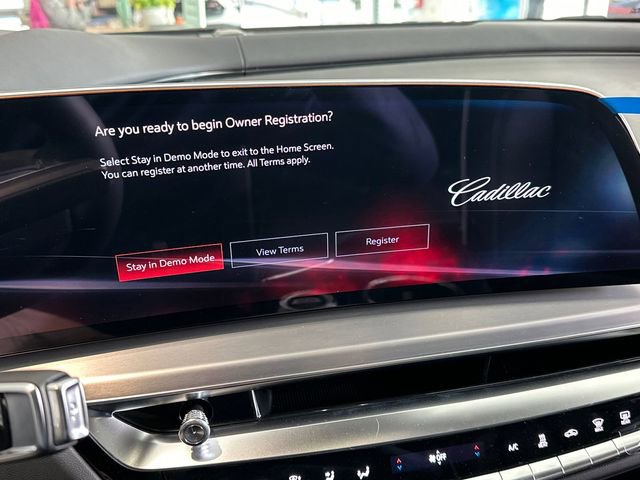 Are you ready to begin Owner Registration?
Select Stay in Demo Mode to exit to the Home Screen.
You can register at another time. All Terms apply.
Cadillac
Stay in Demo Mode
View Terms
Register
OFF
A/C